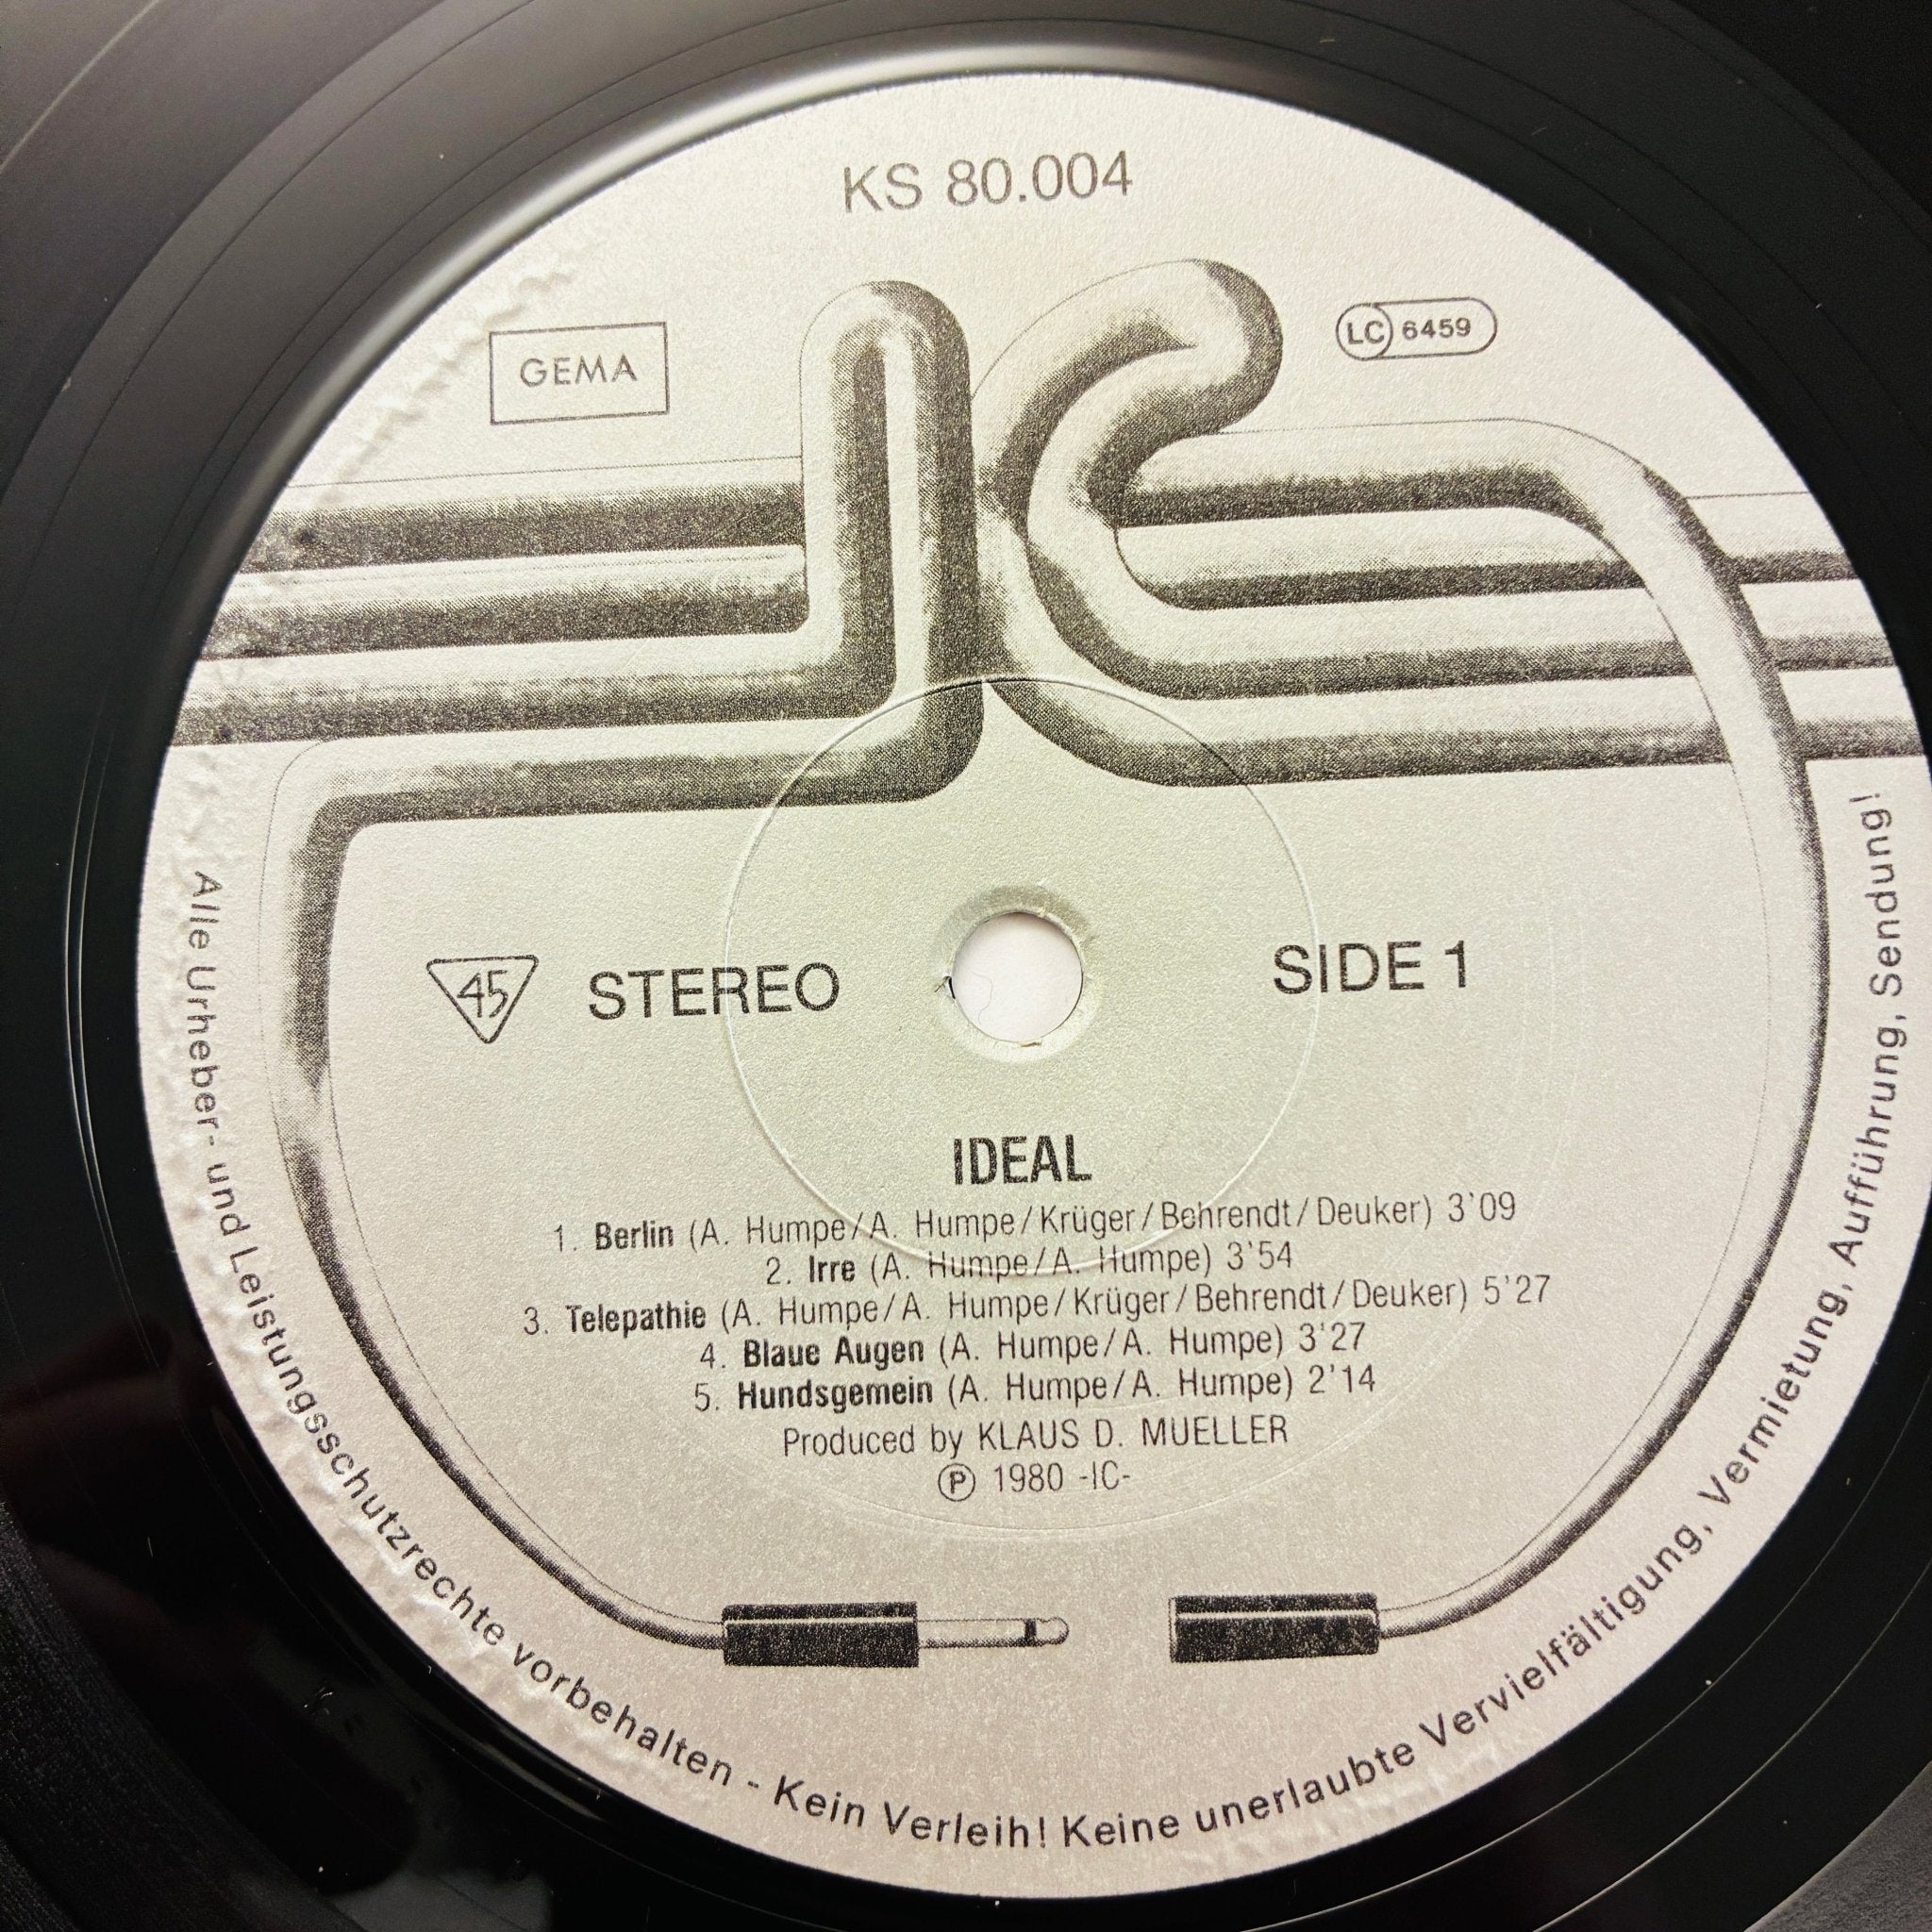 KS 80.004
IC
GEMA
LC 6459
45 STEREO
SIDE 1
IDEAL
1. Berlin (A. Humpe/A. Humpe/Krüger/Behrendt/Deuker) 3'09
2. Irre (A. Humpe/A. Humpe) 3'54
3. Telepathie (A. Humpe/A. Humpe/Krüger/Behrendt/Deuker) 5'27
4. Blaue Augen (A. Humpe/A. Humpe) 3'27
5. Hundsgemein (A. Humpe/A. Humpe) 2'14
Produced by KLAUS D. MUELLER
Ⓟ 1980 -IC-
Alle Urheber- und Leistungsschutzrechte vorbehalten - Kein Verleih! Keine unerlaubte Vervielfältigung, Vermietung, Aufführung, Sendung!